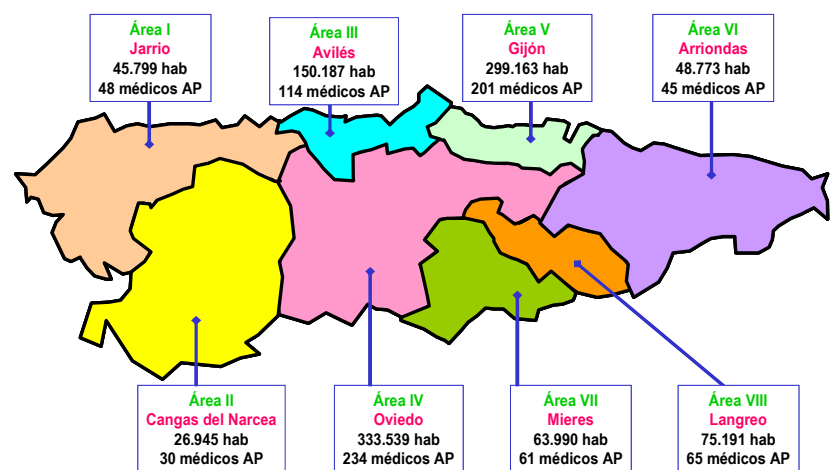 Área I
Jarrio
45.799 hab
48 médicos AP
Área III
Avilés
150.187 hab
114 médicos AP
Área V
Gijón
299.163 hab
201 médicos AP
Área VI
Arriondas
48.773 hab
45 médicos AP
Área II
Cangas del Narcea
26.945 hab
30 médicos AP
Área IV
Oviedo
333.539 hab
234 médicos AP
Área VII
Mieres
63.990 hab
61 médicos AP
Área VIII
Langreo
75.191 hab
65 médicos AP